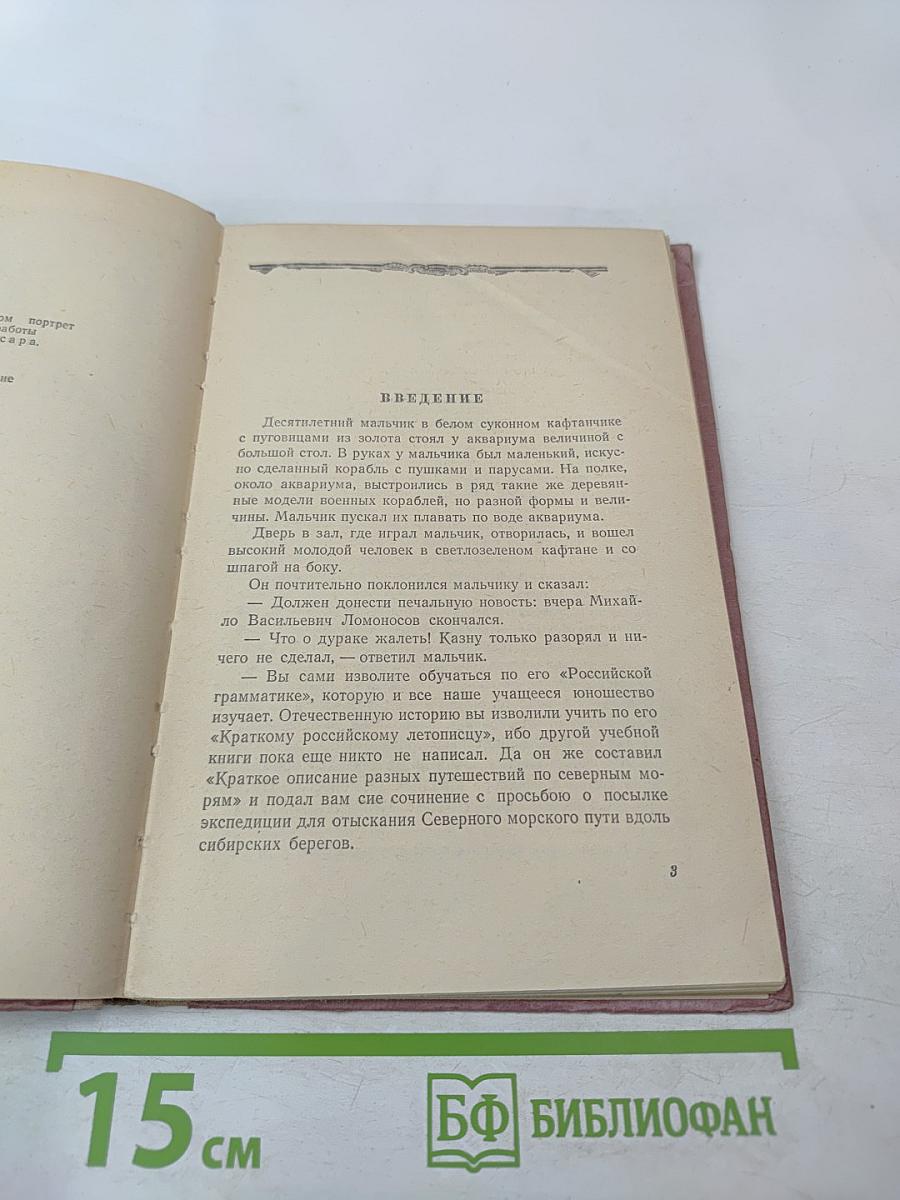 ом портрет
работы
сара.
ие
ВВЕДЕНИЕ
Десятилетний мальчик в белом суконном кафтанчике
с пуговицами из золота стоял у аквариума величиной с
большой стол. В руках у мальчика был маленький, искус-
но сделанный корабль с пушками и парусами. На полке,
около аквариума, выстроились в ряд такие же деревян-
ные модели военных кораблей, но разной формы и вели-
чины. Мальчик пускал их плавать по воде аквариума.
Дверь в зал, где играл мальчик, отворилась, и вошел
высокий молодой человек в светлозеленом кафтане и со
шпагой на боку.
Он почтительно поклонился мальчику и сказал:
— Должен донести печальную новость: вчера Михай-
ло Васильевич Ломоносов скончался.
— Что о дураке жалеть! Казну только разорял и ни-
чего не сделал, — ответил мальчик.
— Вы сами изволите обучаться по его «Российской
грамматике», которую и все наше учащееся юношество
изучает. Отечественную историю вы изволили учить по его
«Краткому российскому летописцу», ибо другой учебной
книги пока еще никто не написал. Да он же составил
«Краткое описание разных путешествий по северным мо-
рям» и подал вам сие сочинение с просьбою о посылке
экспедиции для отыскания Северного морского пути вдоль
сибирских берегов.
3
15 см
БФ БИБЛИОФАН